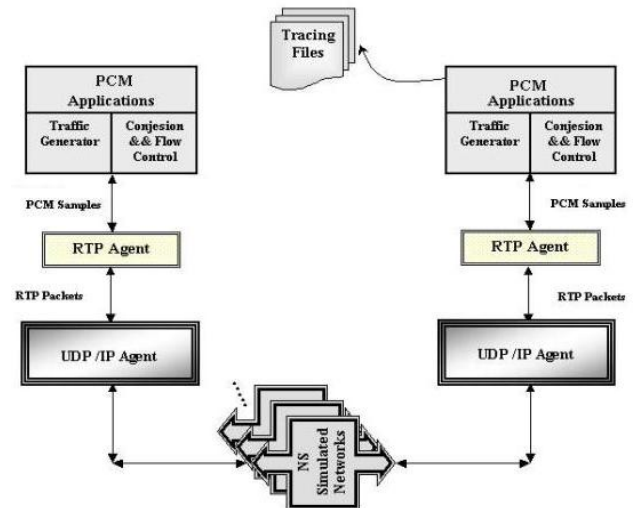 Tracing
Files
PCM
Applications
Traffic
Generator
Conjesion
&& Flow
Control
PCM Samples
RTP Agent
RTP Packets
UDP /IP Agent
PCM
Applications
Traffic
Generator
Conjesion
&& Flow
Control
PCM Samples
RTP Agent
RTP Packets
UDP /IP Agent
NS
Simulated
Networks